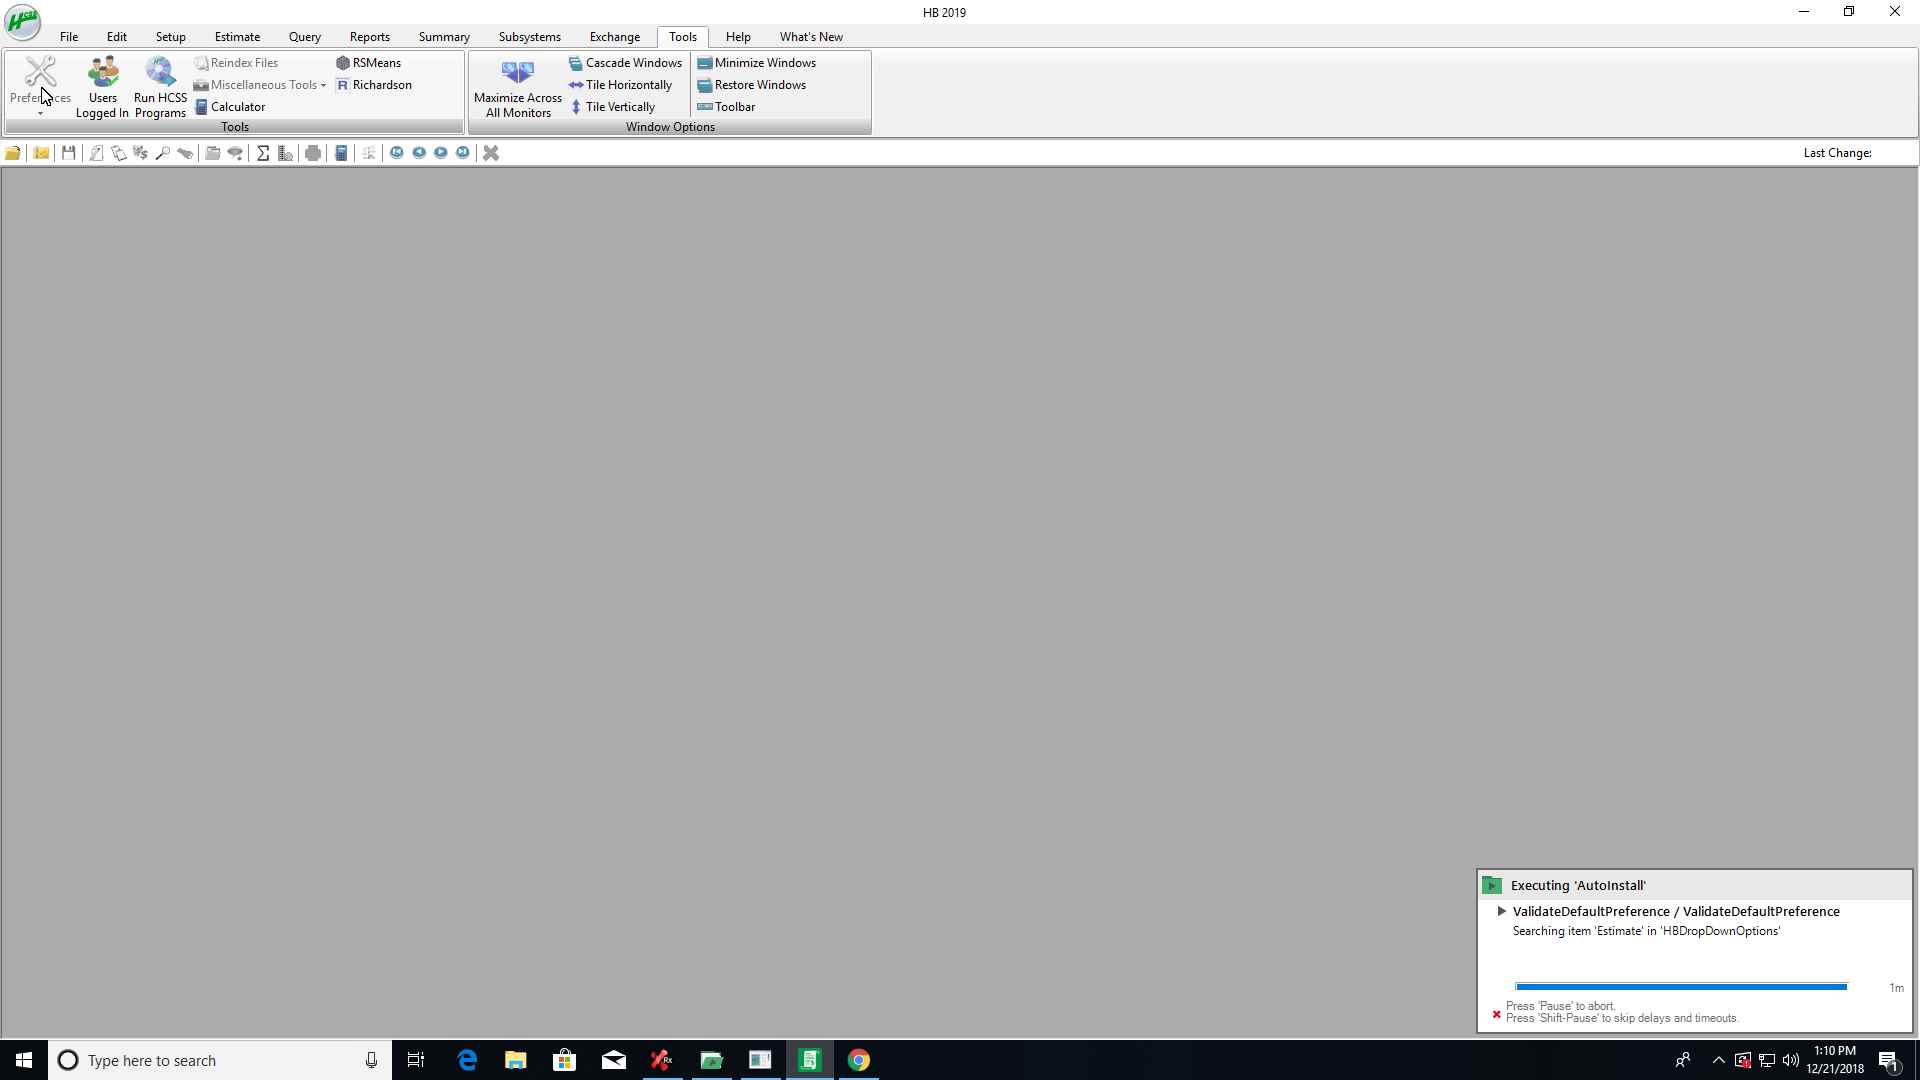 HB 2019
HCSS
File Edit Setup Estimate Query Reports Summary Subsystems Exchange Tools Help What's New
Preferences
Users
Logged In
Run HCSS
Programs
Reindex Files
Miscellaneous Tools
Calculator
RSMeans
R Richardson
Tools
Maximize Across
All Monitors
Cascade Windows
Tile Horizontally
Tile Vertically
Minimize Windows
Restore Windows
Toolbar
Window Options
Last Change:
Executing 'AutoInstall'
ValidateDefaultPreference / ValidateDefaultPreference
Searching item 'Estimate' in 'HBDropDownOptions'
1m
Press 'Pause' to abort.
Press 'Shift-Pause' to skip delays and timeouts.
Type here to search
1:10 PM
12/21/2018
1